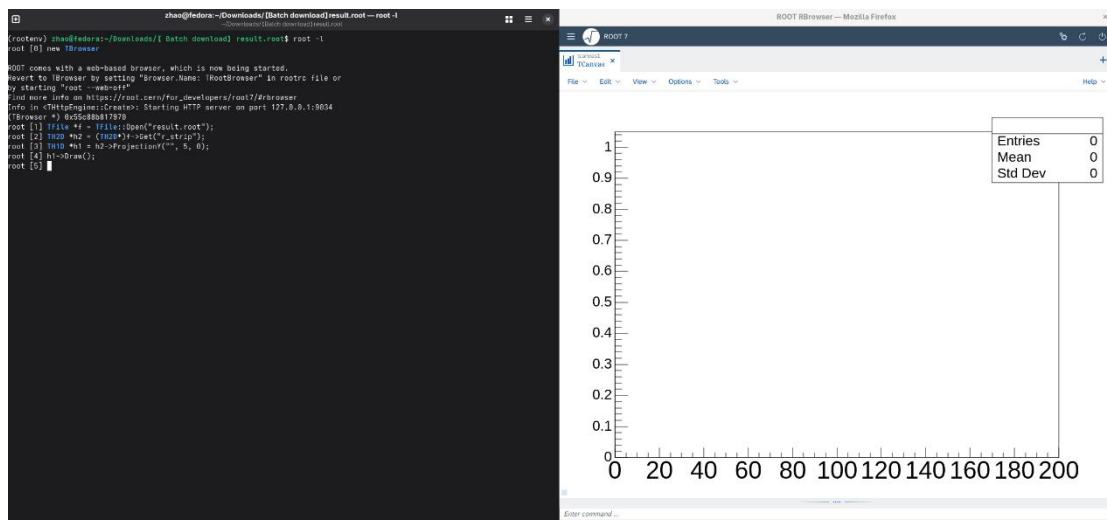 zhao@fedora:~/Downloads/[Batch download] result.root — root -l
~/Downloads/[Batch download] result.root
(rootenv) zhao@fedora:~/Downloads/[ Batch download] result.root$ root -l
root [0] new TBrowser
ROOT comes with a web-based browser, which is now being started.
Revert to TBrowser by setting "Browser.Name: TRootBrowser" in rootrc file or
by starting "root --web=off"
Find more info on https://root.cern/for_developers/root7/#rbrowser
Info in <THttpEngine::Create>: Starting HTTP server on port 127.0.0.1:9034
(TBrowser *) 0x55c88b817970
root [1] TFile *f = TFile::Open("result.root");
root [2] TH2D *h2 = (TH2D*)f->Get("r_strip");
root [3] TH1D *h1 = h2->ProjectionY("", 5, 0);
root [4] h1->Draw();
root [5]
ROOT RBrowser — Mozilla Firefox
ROOT 7
TCanvas
File Edit View Options Tools Help
Entries 0
Mean 0
Std Dev 0
1
0.9
0.8
0.7
0.6
0.5
0.4
0.3
0.2
0.1
0
0 20 40 60 80 100 120 140 160 180 200
Enter command ...